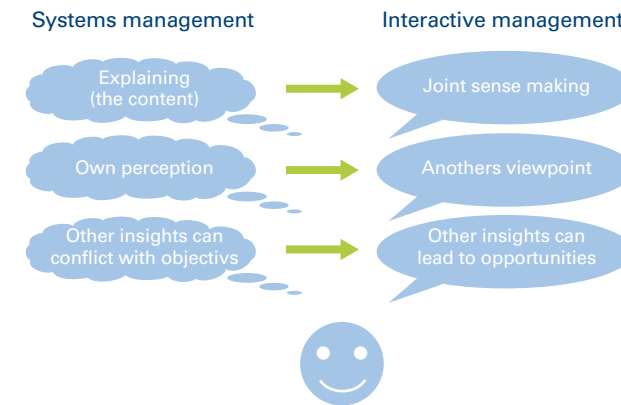 Systems management
Interactive management
Explaining
(the content)
Joint sense making
Own perception
Anothers viewpoint
Other insights can
conflict with objectivs
Other insights can
lead to opportunities